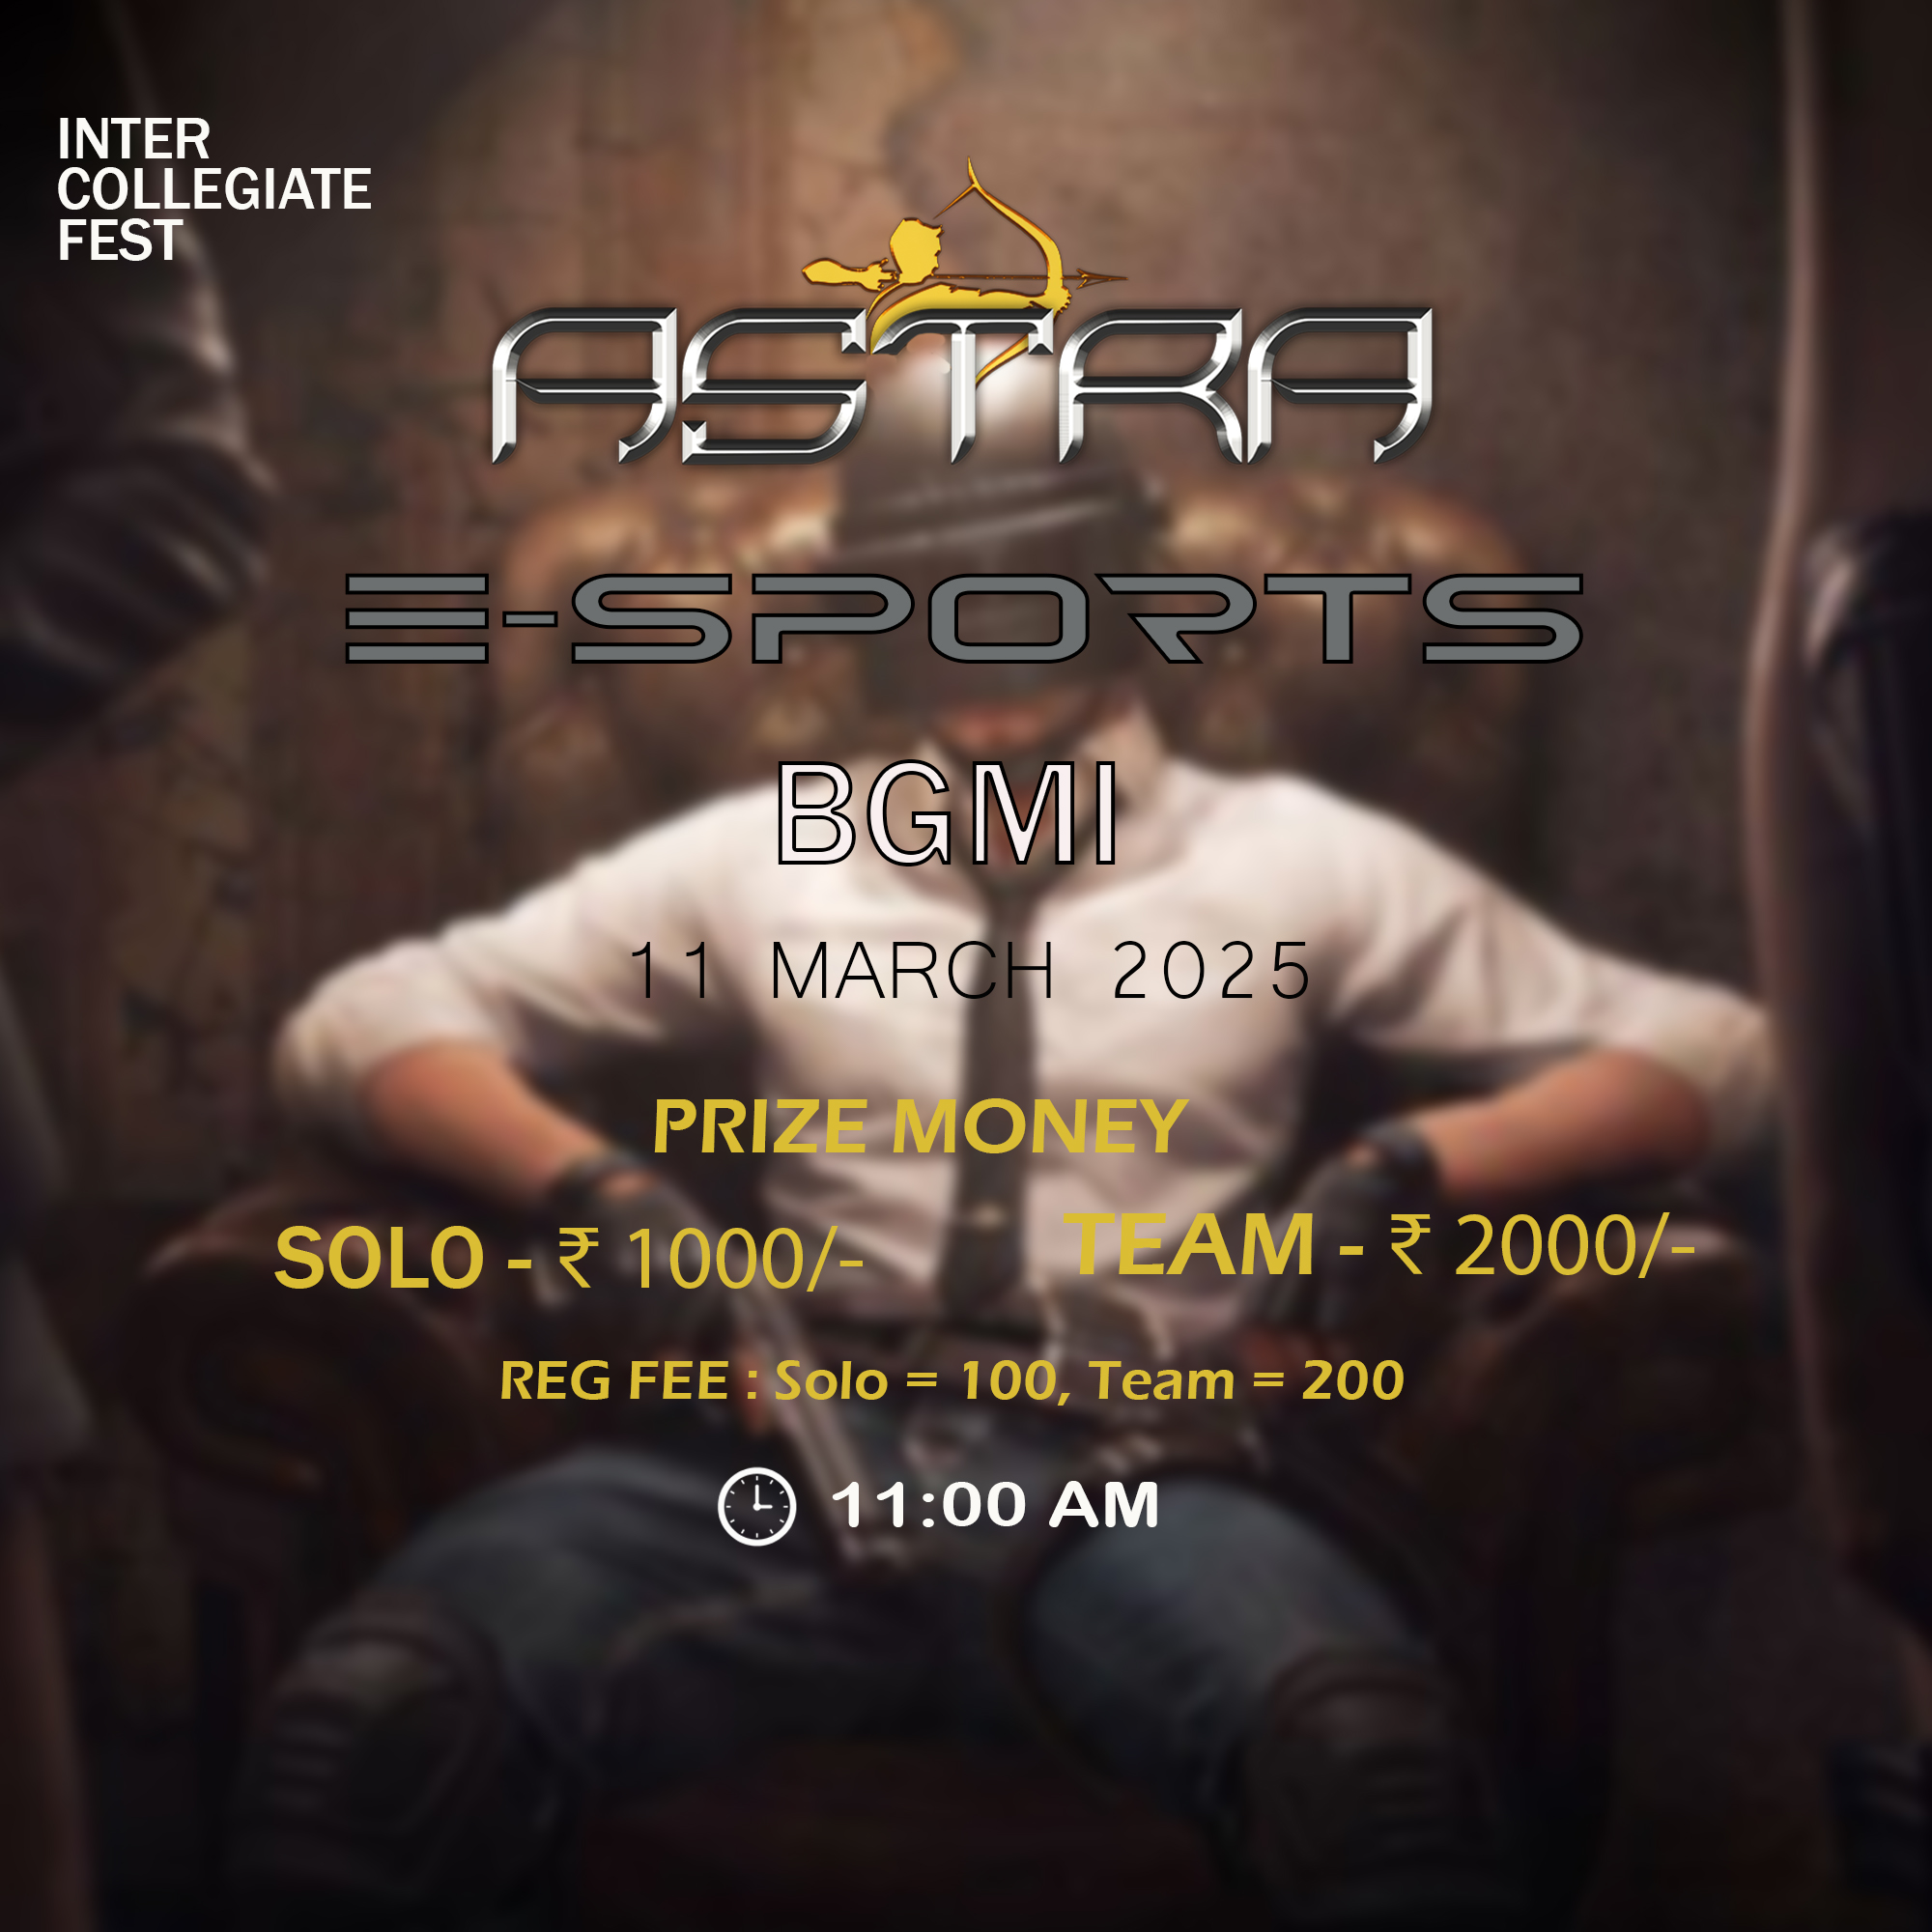 INTER
COLLEGIATE
FEST
ASTRA
E-SPORTS
BGMI
11 MARCH 2025
PRIZE MONEY
SOLO - ₹ 1000/- TEAM - ₹ 2000/-
REG FEE : Solo = 100, Team = 200
11:00 AM